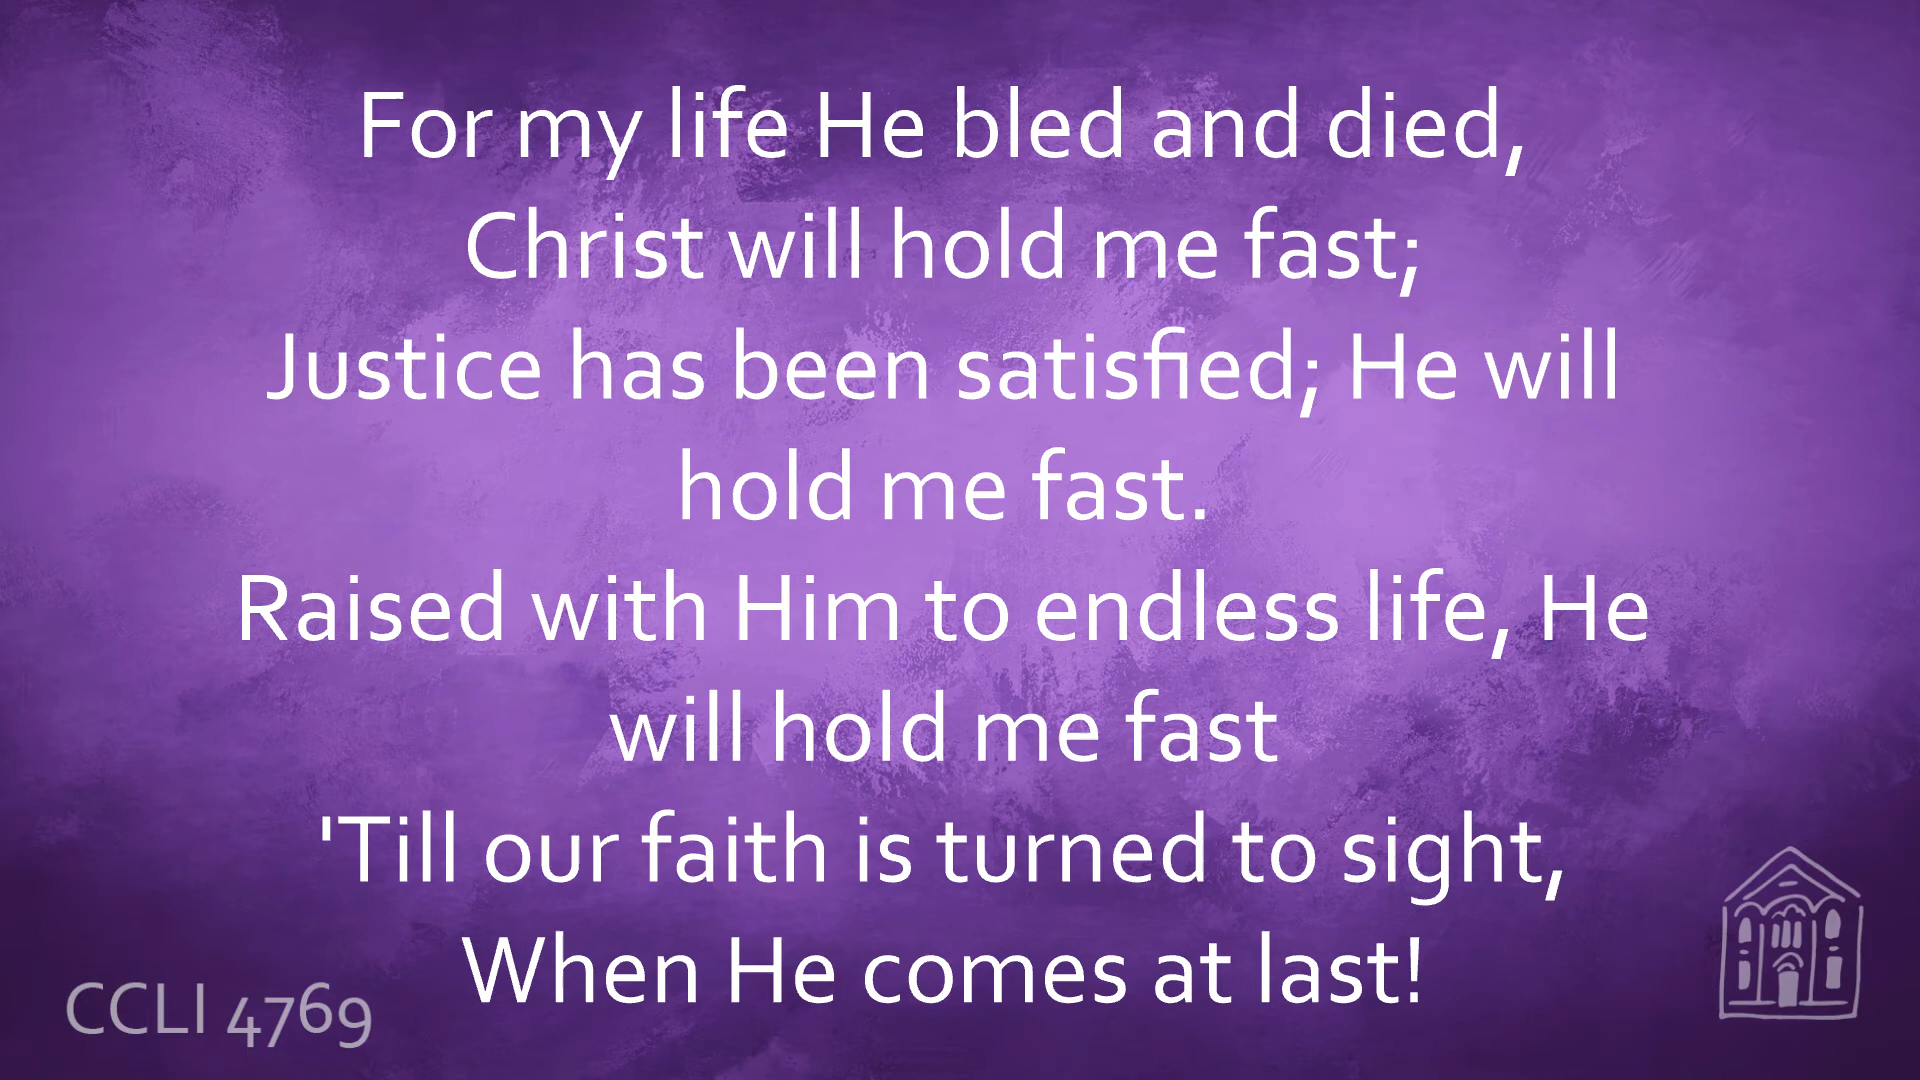 For my life He bled and died,
Christ will hold me fast;
Justice has been satisfied; He will
hold me fast.
Raised with Him to endless life, He
will hold me fast
'Till our faith is turned to sight,
When He comes at last!
CCLI 4769